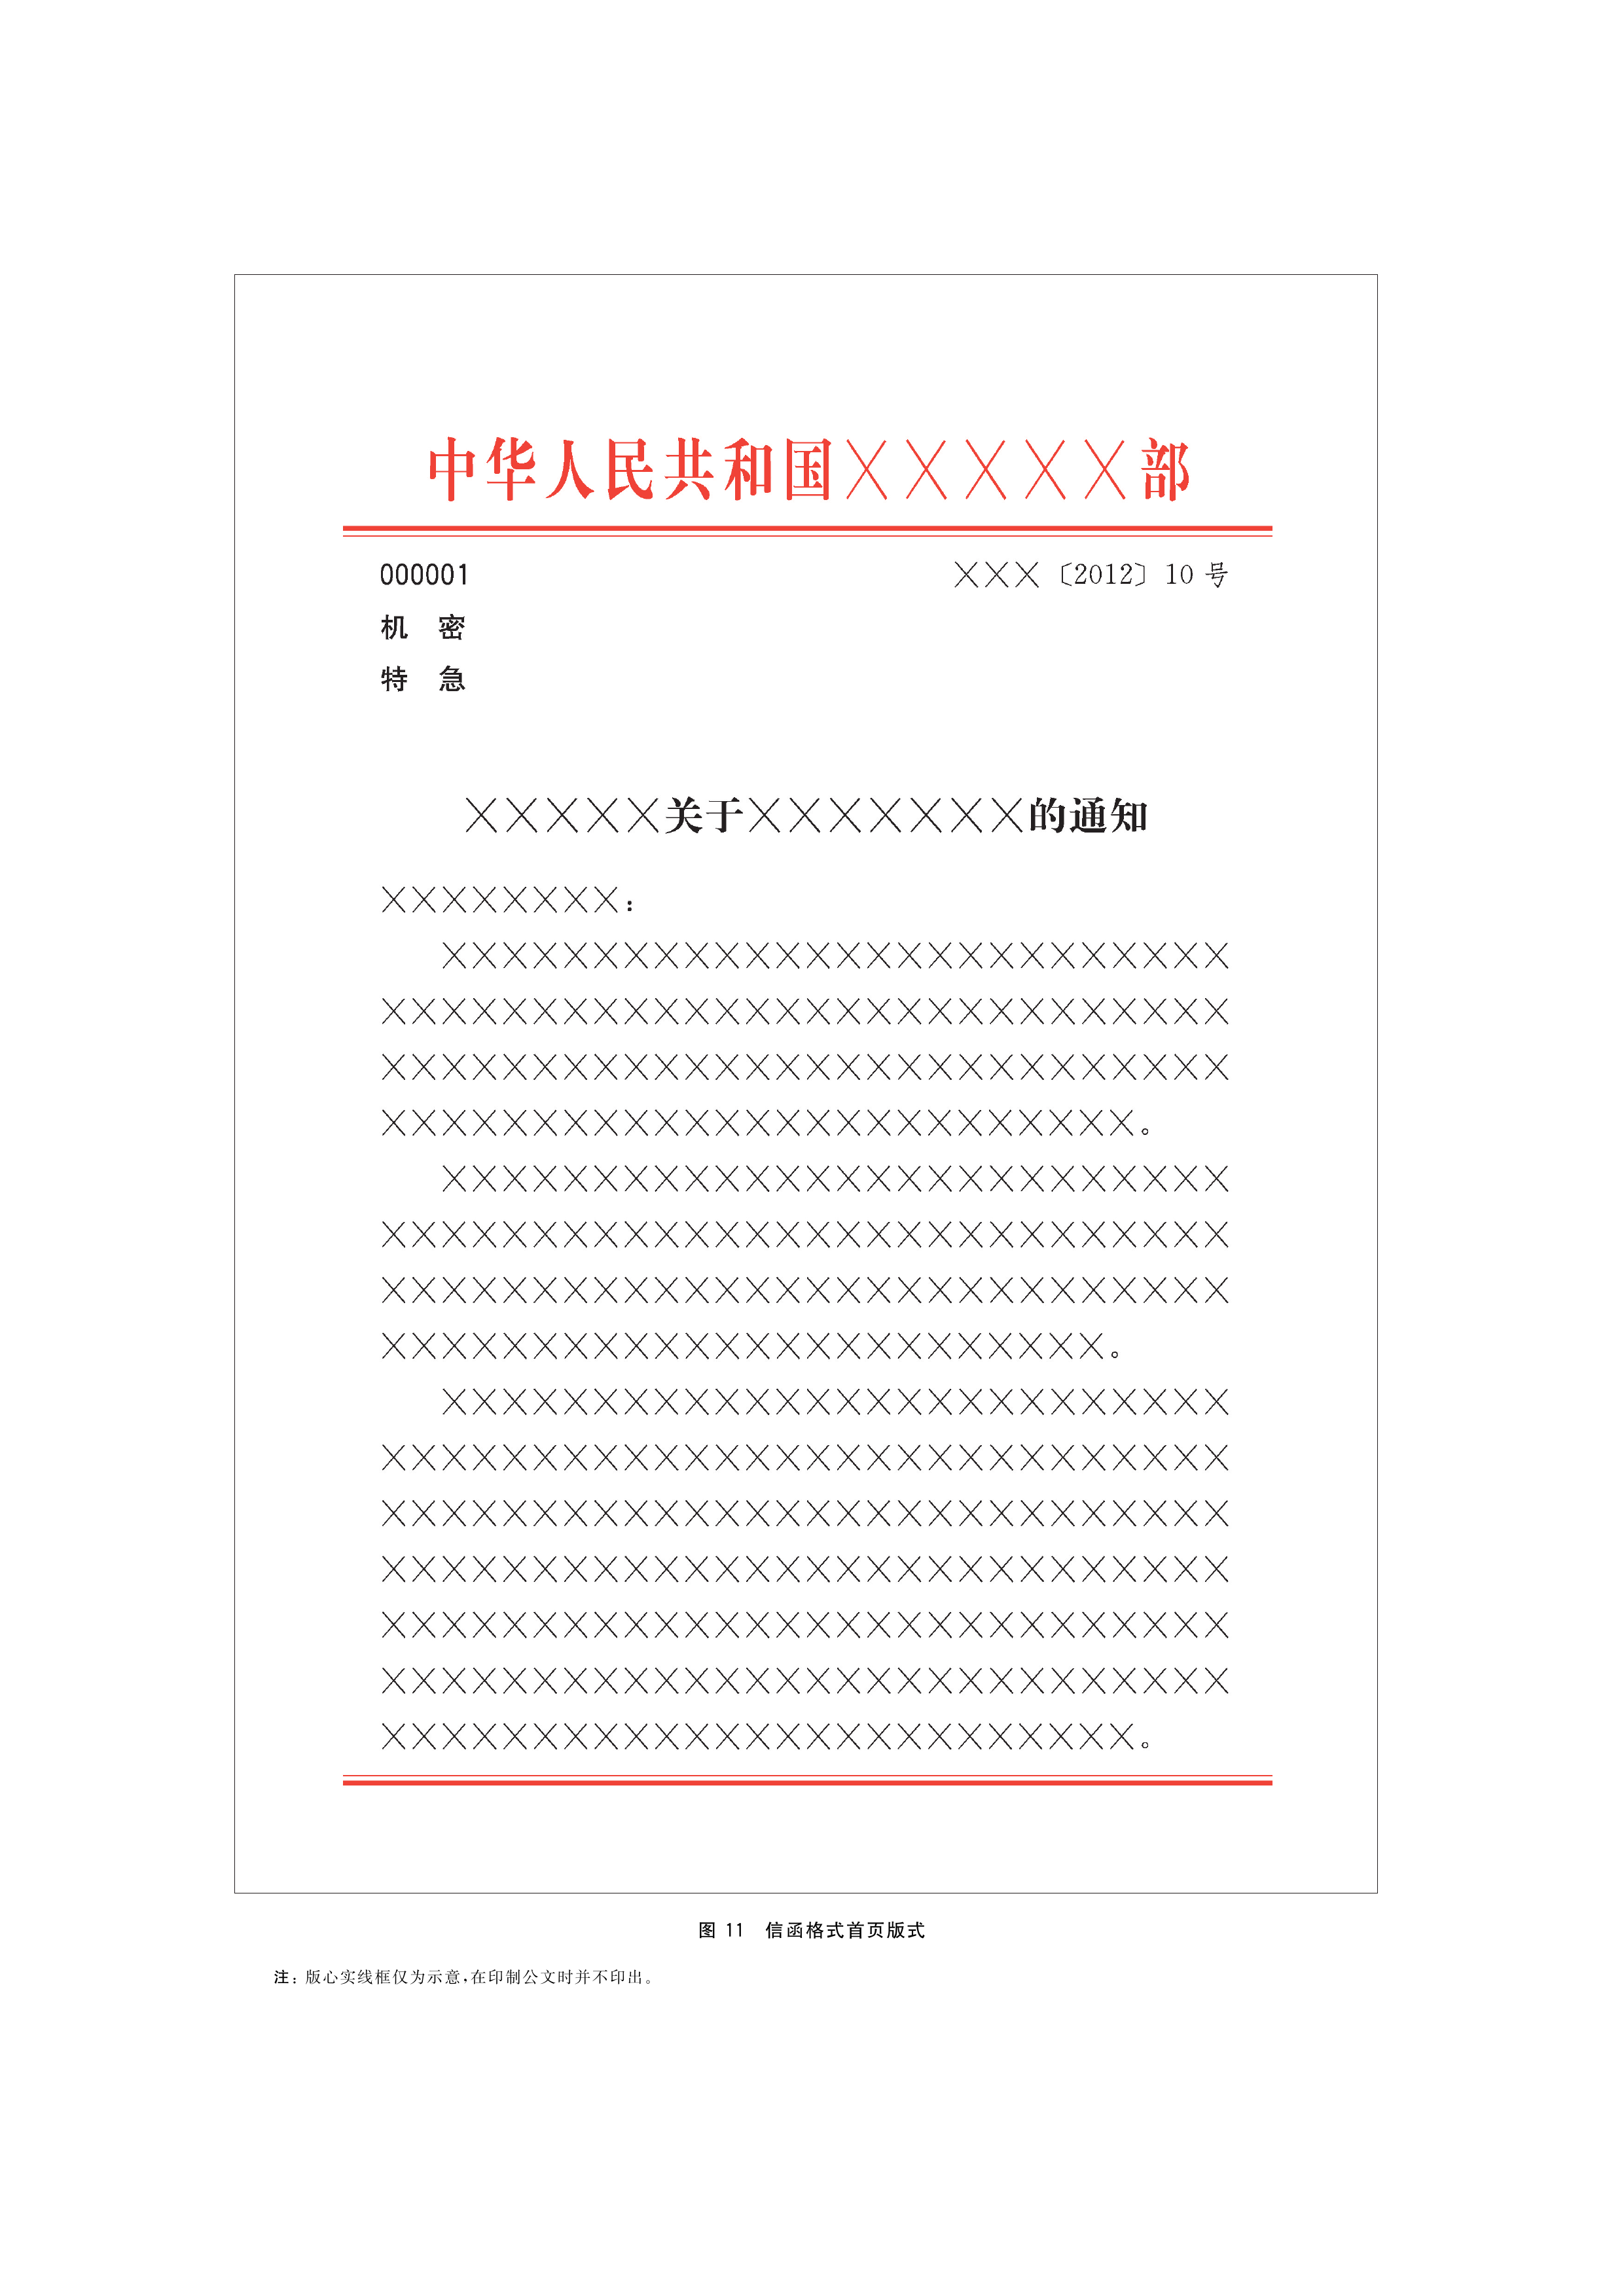 中华人民共和国×××××部
000001 ×××〔2012〕10 号
机 密
特 急
×××××关于×××××××的通知
××××××××：
××××××××××××××××××××××××××
××××××××××××××××××××××××××××
××××××××××××××××××××××××××××
×××××××××××××××××××××××××。
××××××××××××××××××××××××××
××××××××××××××××××××××××××××
××××××××××××××××××××××××××××
××××××××××××××××××××××××。
××××××××××××××××××××××××××
××××××××××××××××××××××××××××
××××××××××××××××××××××××××××
××××××××××××××××××××××××××××
××××××××××××××××××××××××××××
××××××××××××××××××××××××××××
×××××××××××××××××××××××××。
图 11 信函格式首页版式
注：版心实线框仅为示意，在印制公文时并不印出。